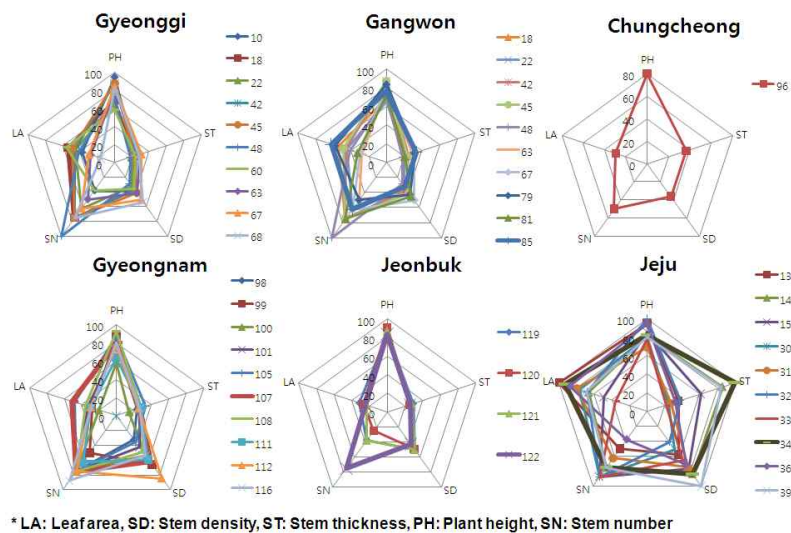 Gyeonggi
PH
100
80
60
40
20
0
LA
ST
SN
SD
10
18
22
42
45
48
60
63
67
68
Gangwon
PH
100
80
60
40
20
0
LA
ST
SN
SD
18
22
42
45
48
63
67
79
81
85
Chungcheong
PH
80
60
40
20
0
LA
ST
SN
SD
96
Gyeongnam
PH
100
80
60
40
20
0
LA
ST
SN
SD
98
99
100
101
105
107
108
111
112
116
Jeonbuk
PH
100
80
60
40
20
0
LA
ST
SN
SD
119
120
121
122
Jeju
PH
100
80
60
40
20
0
LA
ST
SN
SD
13
14
15
30
31
32
33
34
36
39
* LA: Leaf area, SD: Stem density, ST: Stem thickness, PH: Plant height, SN: Stem number